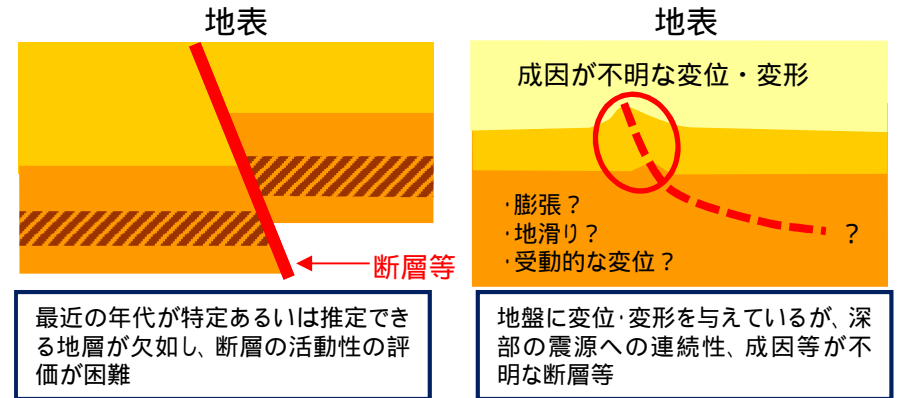 地表
断層等
最近の年代が特定あるいは推定でき
る地層が欠如し、断層の活動性の評
価が困難
地表
成因が不明な変位・変形
･膨張？
･地滑り？
･受動的な変位？
？
地盤に変位･変形を与えているが、深
部の震源への連続性、成因等が不
明な断層等